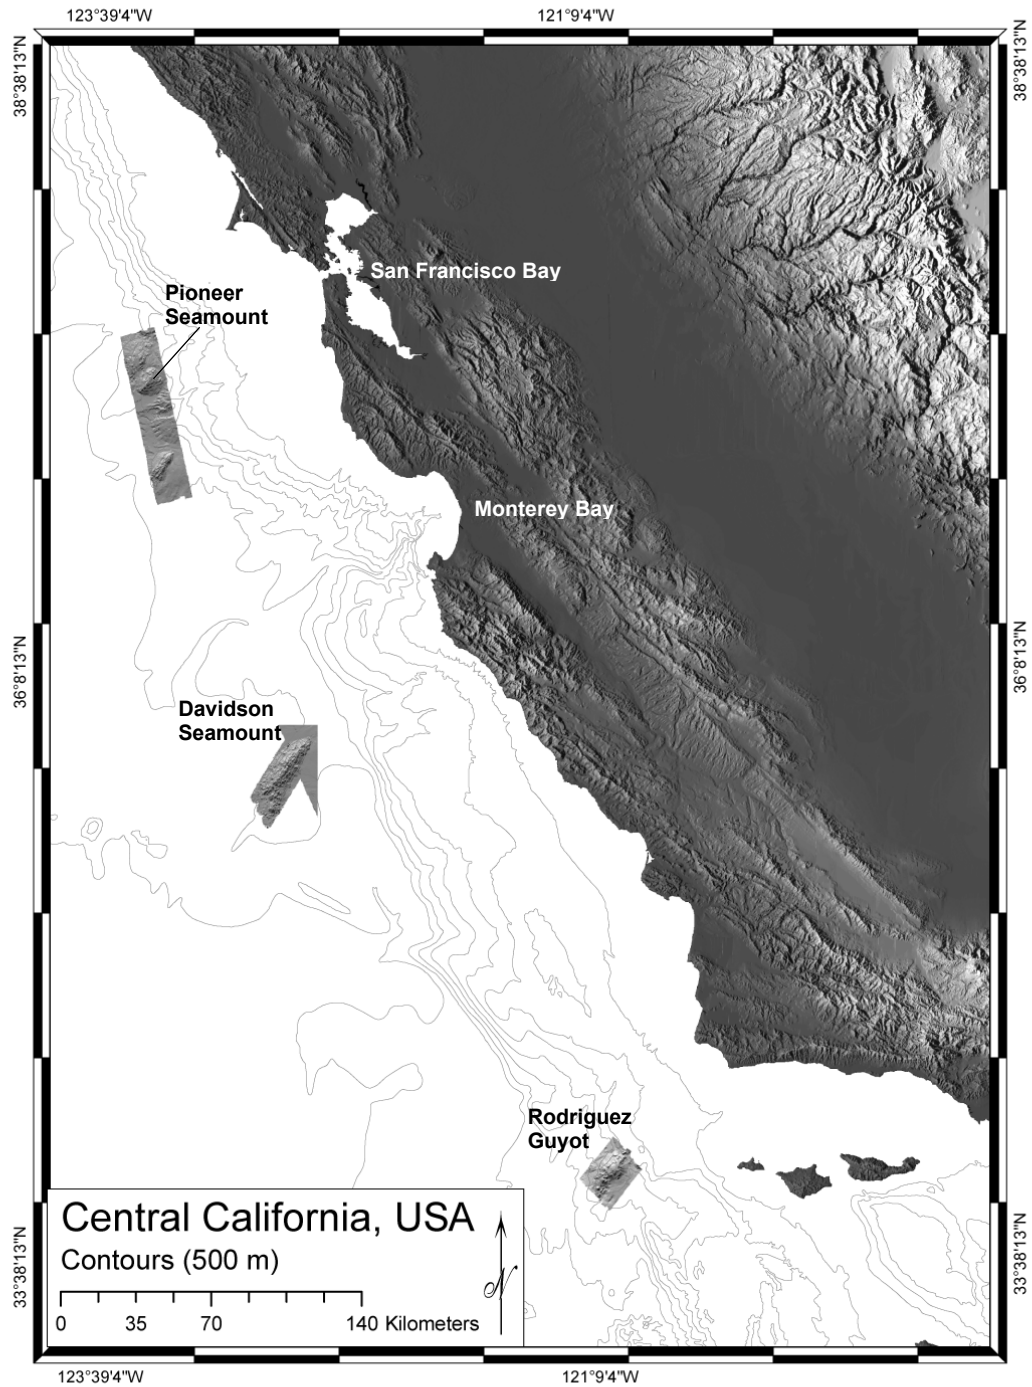 123°39'4"W
121°9'4"W
38°38'13"N
38°38'13"N
San Francisco Bay
Pioneer
Seamount
Monterey Bay
36°8'13"N
36°8'13"N
Davidson
Seamount
Rodriguez
Guyot
Central California, USA
Contours (500 m)
N
0 35 70 140 Kilometers
33°38'13"N
33°38'13"N
123°39'4"W
121°9'4"W